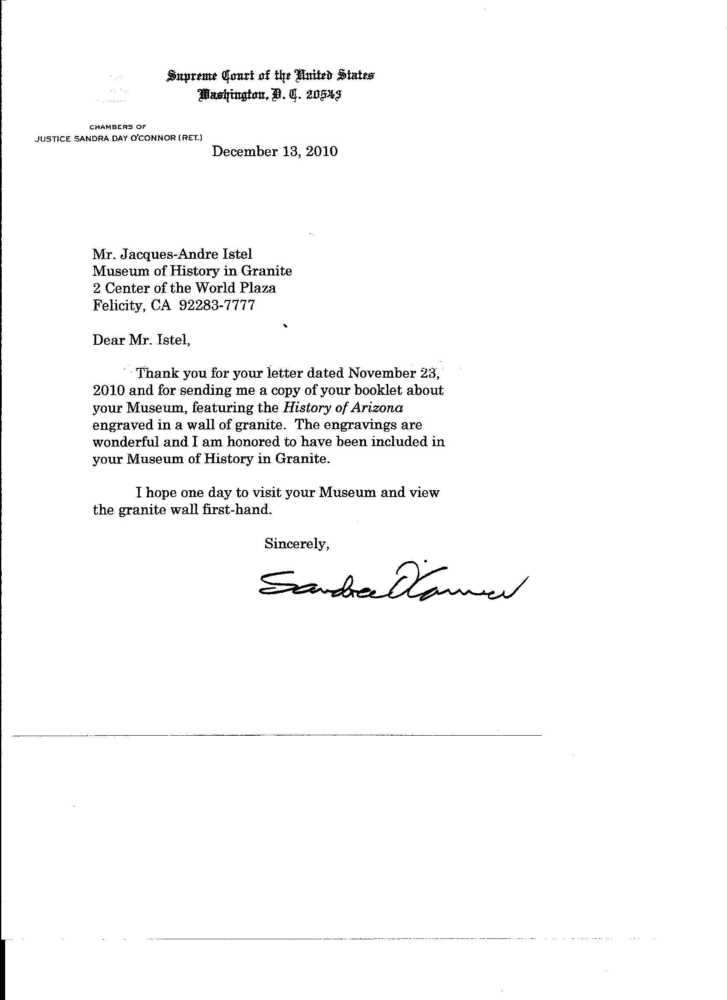 Supreme Court of the United States
Washington, D. C. 20543
CHAMBERS OF
JUSTICE SANDRA DAY O'CONNOR (RET.)
December 13, 2010
Mr. Jacques-Andre Istel
Museum of History in Granite
2 Center of the World Plaza
Felicity, CA 92283-7777
Dear Mr. Istel,
Thank you for your letter dated November 23,
2010 and for sending me a copy of your booklet about
your Museum, featuring the History of Arizona
engraved in a wall of granite. The engravings are
wonderful and I am honored to have been included in
your Museum of History in Granite.
I hope one day to visit your Museum and view
the granite wall first-hand.
Sincerely,
Sandra O'Connor